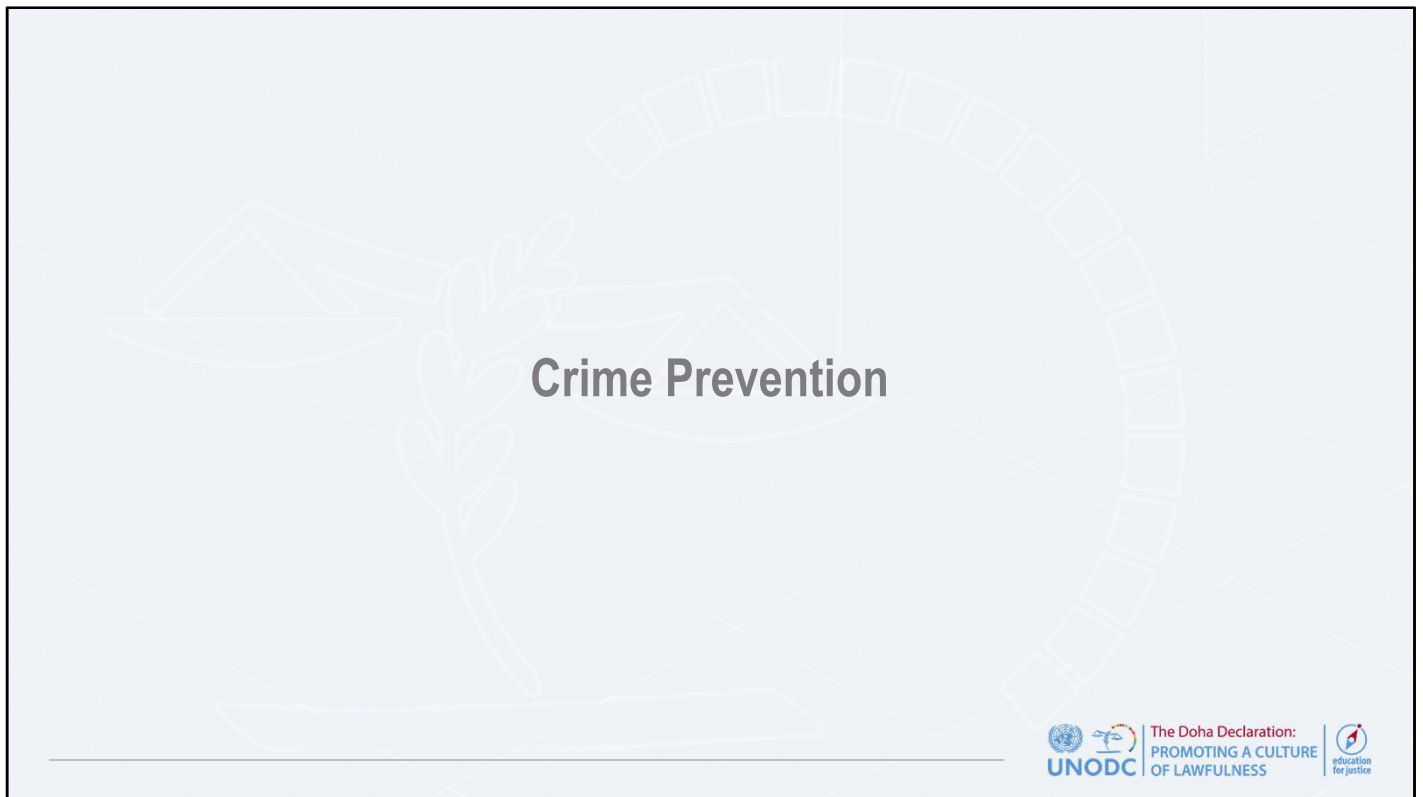 Crime Prevention
UNODC
The Doha Declaration:
PROMOTING A CULTURE
OF LAWFULNESS
education
for justice